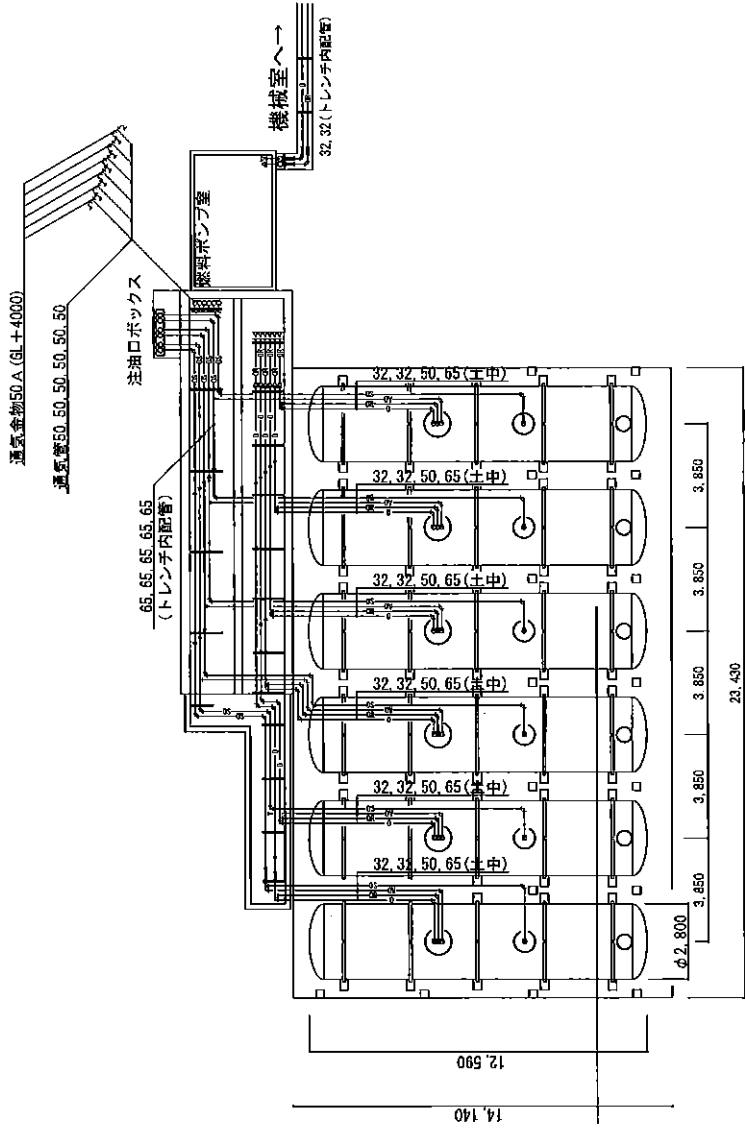 通気金物50A(GL+4000)
通気管50,50,50,50,50,50
注油口ボックス
燃料ポンプ室
機械室へ→
32,32(トレンチ内配管)
65,65,65,65,65,65
(トレンチ内配管)
32,32,50,65(土中)
32,32,50,65(土中)
32,32,50,65(土中)
32,32,50,65(土中)
32,32,50,65(土中)
32,32,50,65(土中)
3,850
3,850
3,850
3,850
3,850
φ2,800
23,430
12,590
14,140